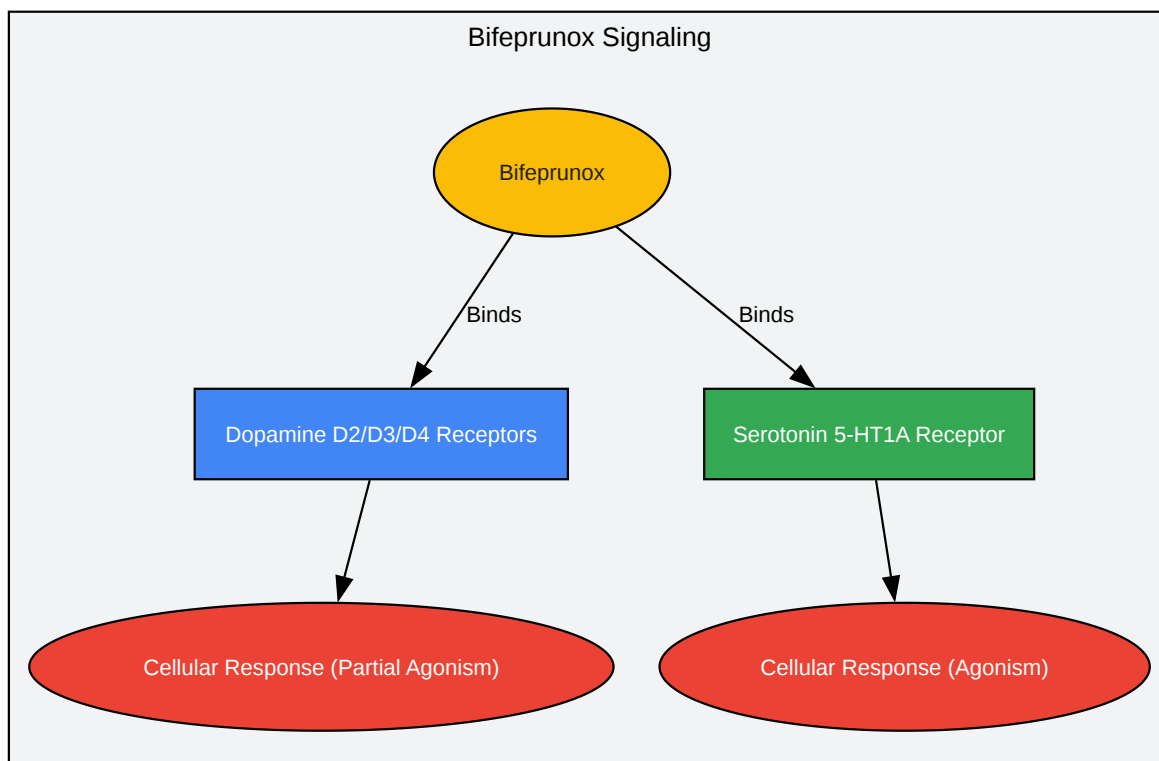 Bifeprunox Signaling
Bifeprunox
Binds
Binds
Dopamine D2/D3/D4 Receptors
Serotonin 5-HT1A Receptor
Cellular Response (Partial Agonism)
Cellular Response (Agonism)